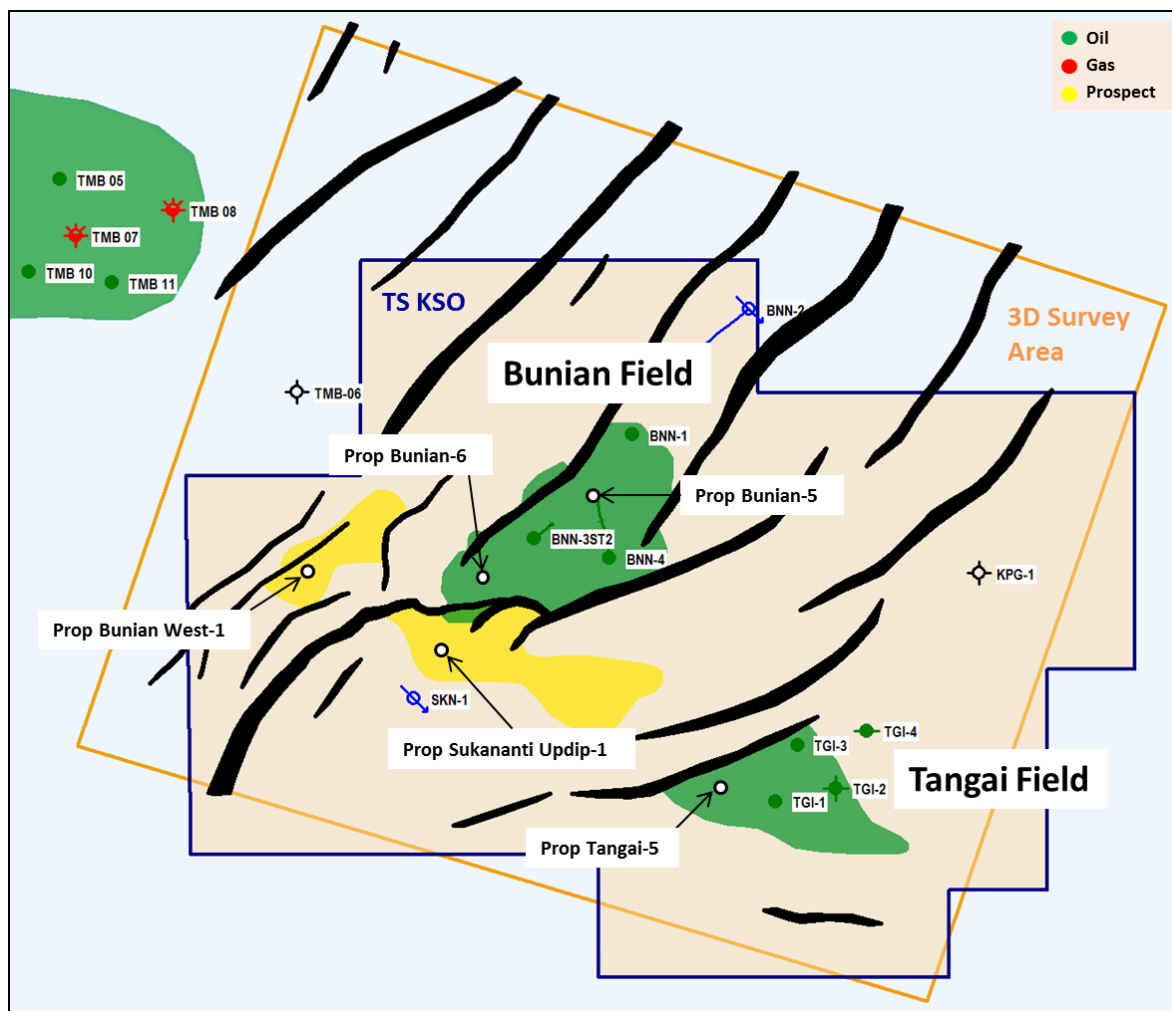 Oil
Gas
Prospect
TMB 05
TMB 08
TMB 07
TMB 10
TMB 11
TS KSO
BNN-2
3D Survey
Area
Bunian Field
TMB-06
BNN-1
Prop Bunian-6
Prop Bunian-5
BNN-3ST2
BNN-4
KPG-1
Prop Bunian West-1
SKN-1
Prop Sukananti Updip-1
TGI-4
TGI-3
Tangai Field
TGI-2
TGI-1
Prop Tangai-5